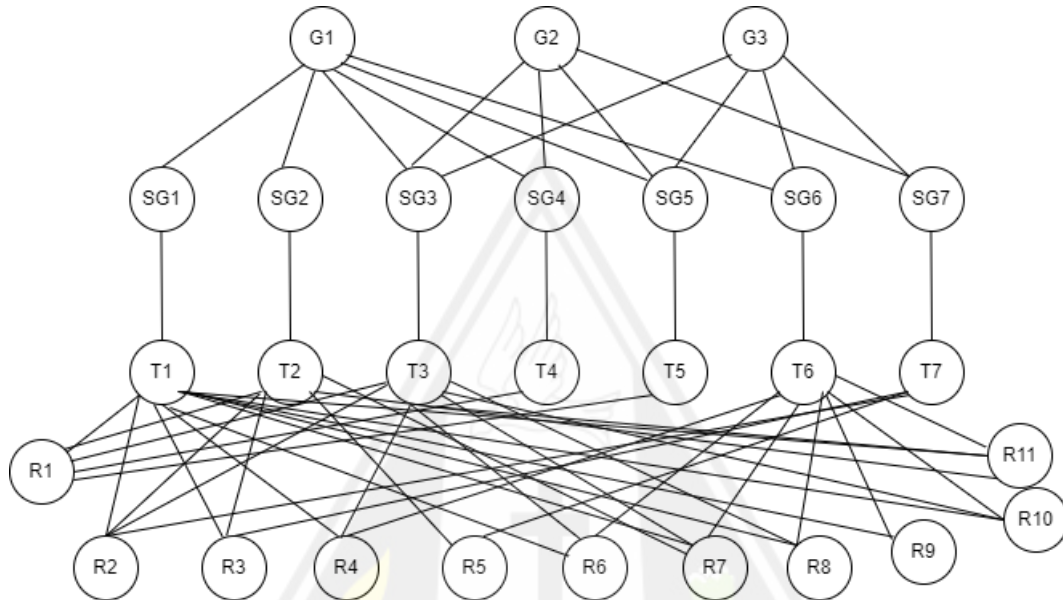 G1 G2 G3
SG1 SG2 SG3 SG4 SG5 SG6 SG7
T1 T2 T3 T4 T5 T6 T7
R1 R11
R10
R2 R3 R4 R5 R6 R7 R8 R9